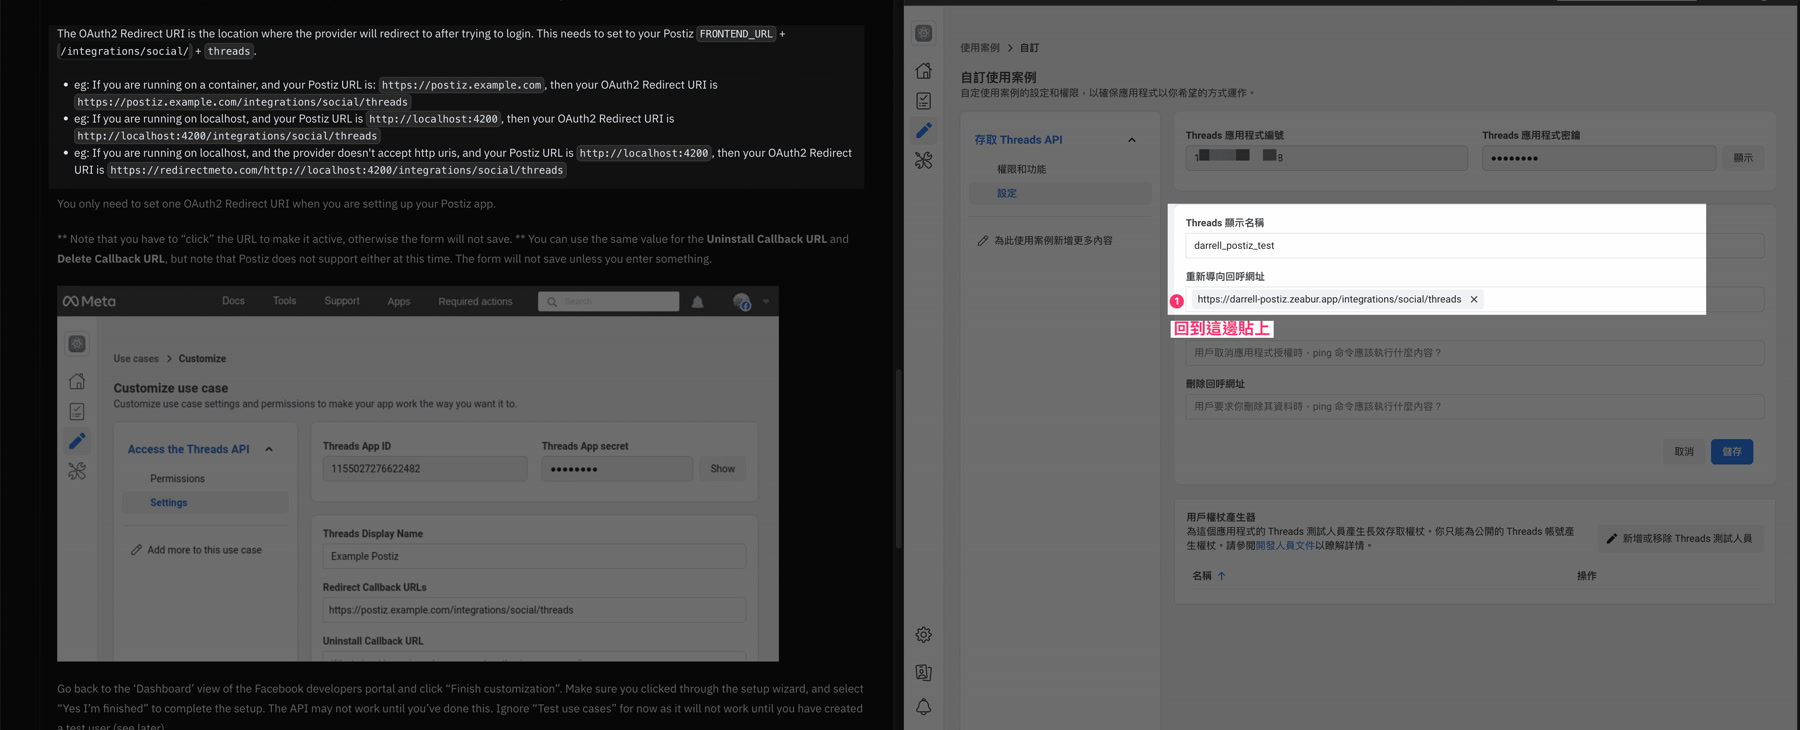 The OAuth2 Redirect URI is the location where the provider will redirect to after trying to login. This needs to set to your Postiz FRONTEND_URL +
/integrations/social/ + threads.
eg: If you are running on a container, and your Postiz URL is: https://postiz.example.com, then your OAuth2 Redirect URI is
https://postiz.example.com/integrations/social/threads
eg: If you are running on localhost, and your Postiz URL is http://localhost:4200, then your OAuth2 Redirect URI is
http://localhost:4200/integrations/social/threads
eg: If you are running on localhost, and the provider doesn't accept http uris, and your Postiz URL is http://localhost:4200, then your OAuth2 Redirect
URI is https://redirectmeto.com/http://localhost:4200/integrations/social/threads
You only need to set one OAuth2 Redirect URI when you are setting up your Postiz app.
** Note that you have to “click” the URL to make it active, otherwise the form will not save. ** You can use the same value for the Uninstall Callback URL and
Delete Callback URL, but note that Postiz does not support either at this time. The form will not save unless you enter something.
Meta Docs Tools Support Apps Required actions Search
Use cases > Customize
Customize use case
Customize use case settings and permissions to make your app work the way you want it to.
Access the Threads API
Permissions
Settings
Add more to this use case
Threads App ID
1155027276622482
Threads App secret
●●●●●●●●
Show
Threads Display Name
Example Postiz
Redirect Callback URLs
https://postiz.example.com/integrations/social/threads
Uninstall Callback URL
Go back to the ‘Dashboard’ view of the Facebook developers portal and click “Finish customization”. Make sure you clicked through the setup wizard, and select
“Yes I’m finished” to complete the setup. The API may not work until you’ve done this. Ignore “Test use cases” for now as it will not work until you have created
a test user (see later)
使用案例 > 自訂
自訂使用案例
自定使用案例的設定和權限，以確保應用程式以你希望的方式運作。
存取 Threads API
權限和功能
設定
為此使用案例新增更多內容
Threads 應用程式編號
1 8
Threads 應用程式密鑰
●●●●●●●●
顯示
Threads 顯示名稱
darrell_postiz_test
重新導向回呼網址
1
https://darrell-postiz.zeabur.app/integrations/social/threads ×
回到這邊貼上
用戶取消應用程式授權時，ping 命令應該執行什麼內容？
刪除回呼網址
用戶要求你刪除其資料時，ping 命令應該執行什麼內容？
取消
儲存
用戶權杖產生器
為這個應用程式的 Threads 測試人員產生長效存取權杖。你只能為公開的 Threads 帳號產
生權杖。請參閱開發人員文件以瞭解詳情。
新增或移除 Threads 測試人員
名稱 ↑
操作